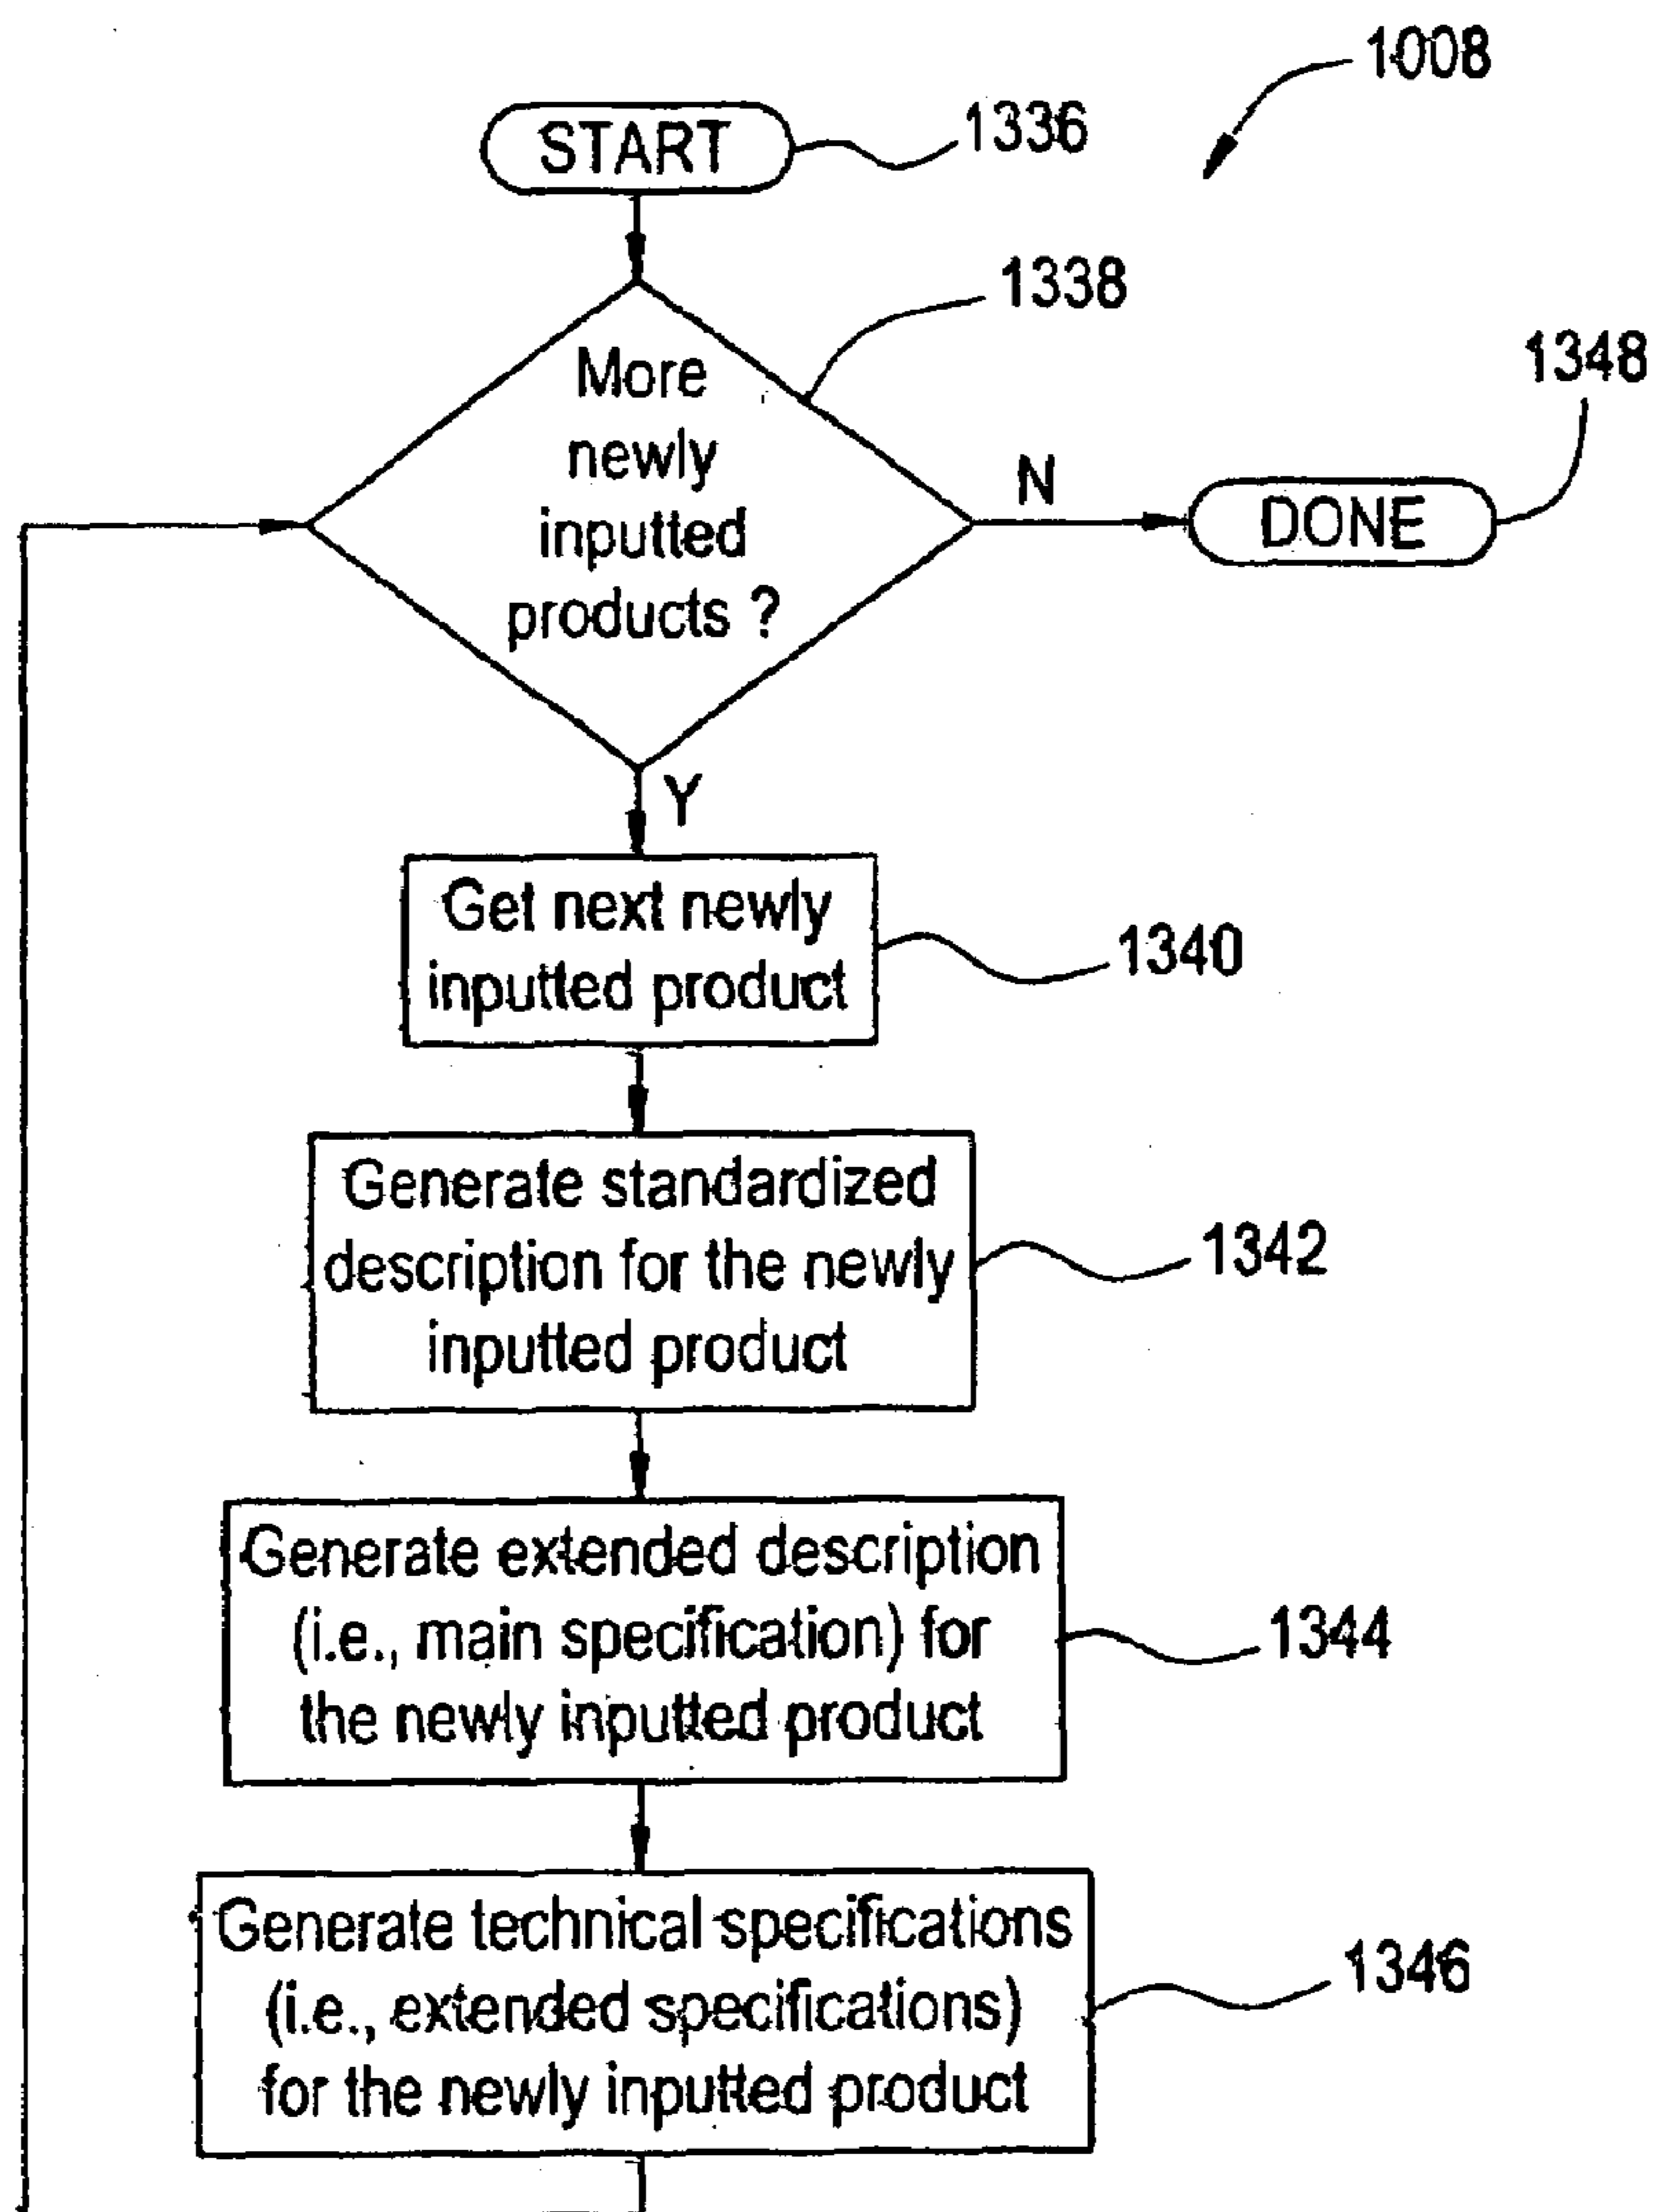 1008
START
1336
1338
More
newly
inputted
products ?
N
DONE
1348
Y
Get next newly
inputted product
1340
Generate standardized
description for the newly
inputted product
1342
Generate extended description
(i.e., main specification) for
the newly inputted product
1344
Generate technical specifications
(i.e., extended specifications)
for the newly inputted product
1346